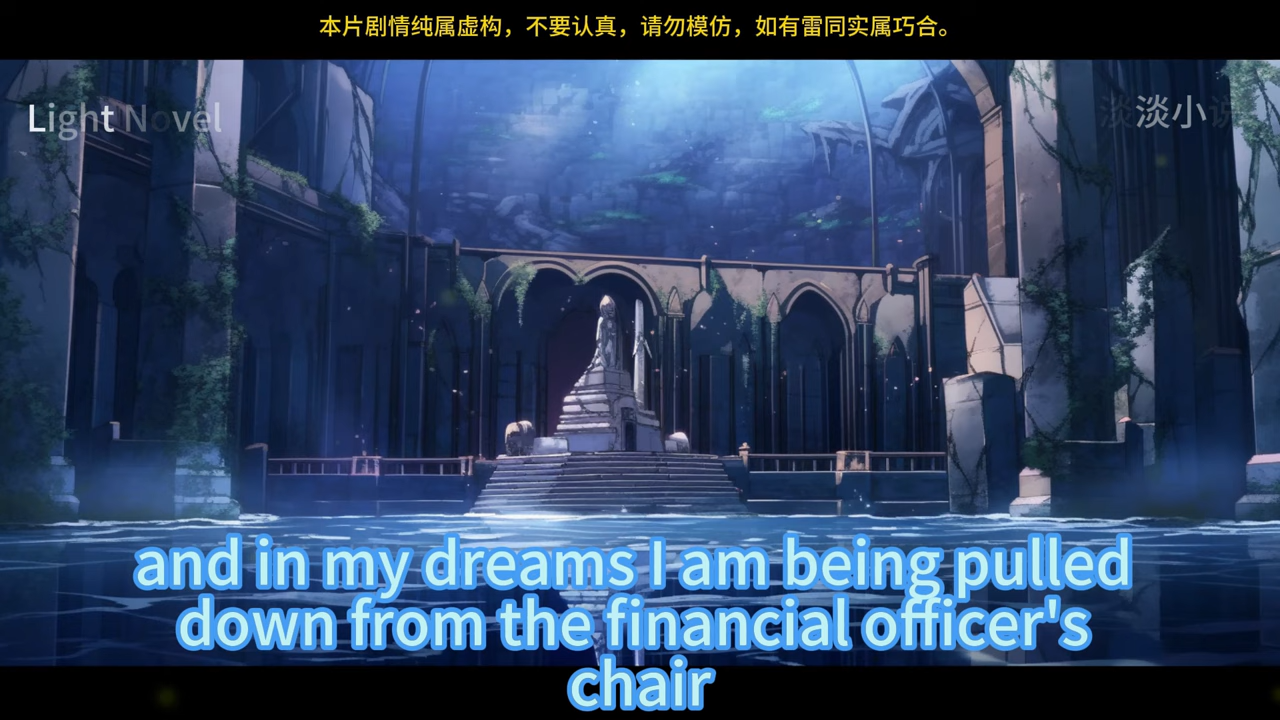 本片剧情纯属虚构，不要认真，请勿模仿，如有雷同实属巧合。
Light Novel
淡淡小说
and in my dreams I am being pulled
down from the financial officer's
chair